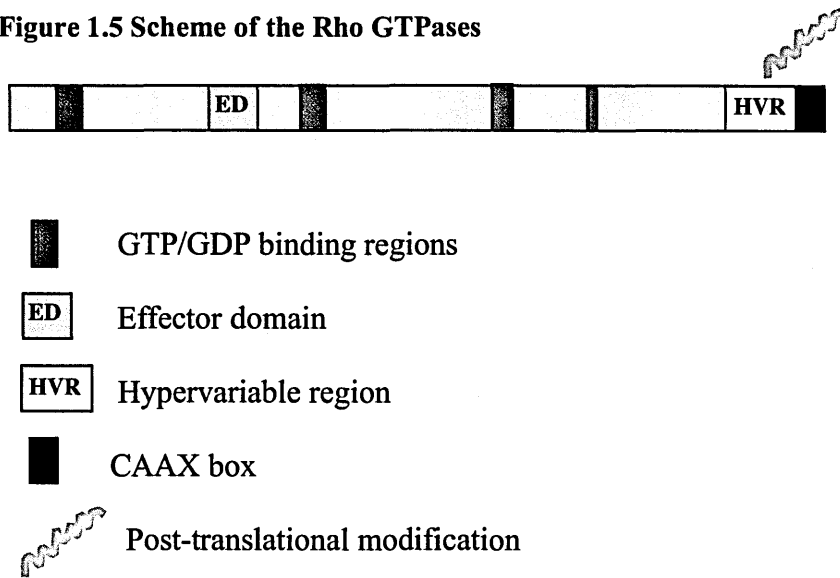 Figure 1.5 Scheme of the Rho GTPases
ED HVR
GTP/GDP binding regions
ED Effector domain
HVR Hypervariable region
CAAX box
Post-translational modification